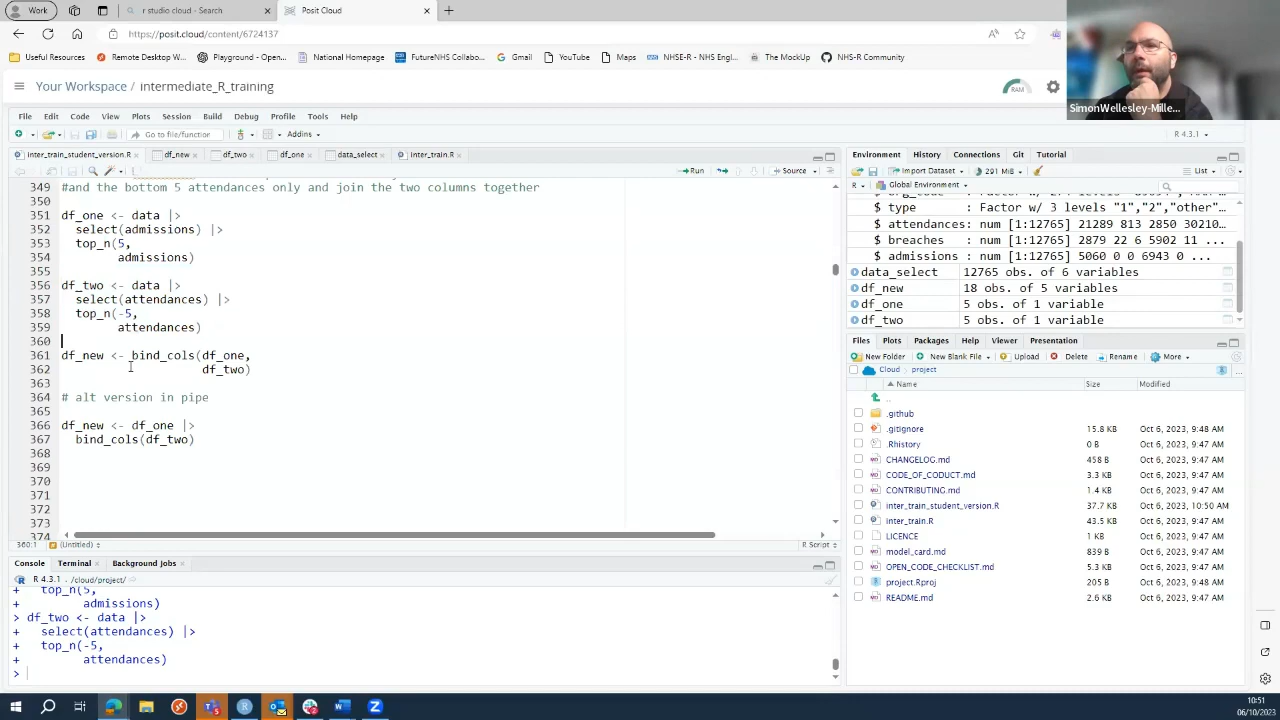 Work
r studio cloud - Search
Posit Cloud
https://posit.cloud/content/6724137
Useful Resources
Remote Desktop W...
Playground - Open...
National Homepage
FutureNHS Collabo...
Gmail
YouTube
Maps
NHSE-R - NHS Engl...
The MockUp
NHS-R Community
SimonWellesley-Mille...
Your Workspace / intermediate_R_training
RAM
File Edit Code View Plots Session Build Debug Profile Tools Help
Go to file/function
Addins
R 4.3.1
inter_train_student_version.R
df_new
df_two
df_one
data_select
inter_train.R
Run
Source
349 #and the bottom 5 attendances only and join the two columns together
350
351 df_one <- data |>
352 select(admissions) |>
353 top_n(5,
354 admissions)
355
356 df_two <- data |>
357 select(attendances) |>
358 top_n(-5,
359 attendances)
360
361 df_new <- bind_cols(df_one,
362 df_two)
363
364 # alt version in pipe
365
366 df_new <- df_one |>
367 bind_cols(df_two)
368
369
370
371
372
373
374
360:1 (Untitled) R Script
Console Terminal Background Jobs
R 4.3.1 . /cloud/project/
+ top_n(5,
+ admissions)
> df_two <- data |>
+ select(attendances) |>
+ top_n(-5,
+ attendances)
>
Environment History Connections Git Tutorial
Import Dataset 291 MiB List
R Global Environment
$ type : Factor w/ 3 levels "1","2","other"...
$ attendances: num [1:12765] 21289 813 2850 30210...
$ breaches : num [1:12765] 2879 22 6 5902 11 ...
$ admissions : num [1:12765] 5060 0 0 6943 0 ...
data_select 12765 obs. of 6 variables
df_new 18 obs. of 5 variables
df_one 5 obs. of 1 variable
df_two 5 obs. of 1 variable
Files Plots Packages Help Viewer Presentation
New Folder New Blank File Upload Delete Rename More
Cloud project
Name Size Modified
..
.github
.gitignore 15.8 KB Oct 6, 2023, 9:48 AM
.Rhistory 0 B Oct 6, 2023, 9:47 AM
CHANGELOG.md 458 B Oct 6, 2023, 9:47 AM
CODE_OF_CODUCT.md 3.3 KB Oct 6, 2023, 9:47 AM
CONTRIBUTING.md 1.4 KB Oct 6, 2023, 9:47 AM
inter_train_student_version.R 37.7 KB Oct 6, 2023, 10:50 AM
inter_train.R 43.5 KB Oct 6, 2023, 9:47 AM
LICENCE 1 KB Oct 6, 2023, 9:47 AM
model_card.md 839 B Oct 6, 2023, 9:47 AM
OPEN_CODE_CHECKLIST.md 5.3 KB Oct 6, 2023, 9:47 AM
project.Rproj 205 B Oct 6, 2023, 9:48 AM
README.md 2.6 KB Oct 6, 2023, 9:47 AM
10:51
06/10/2023